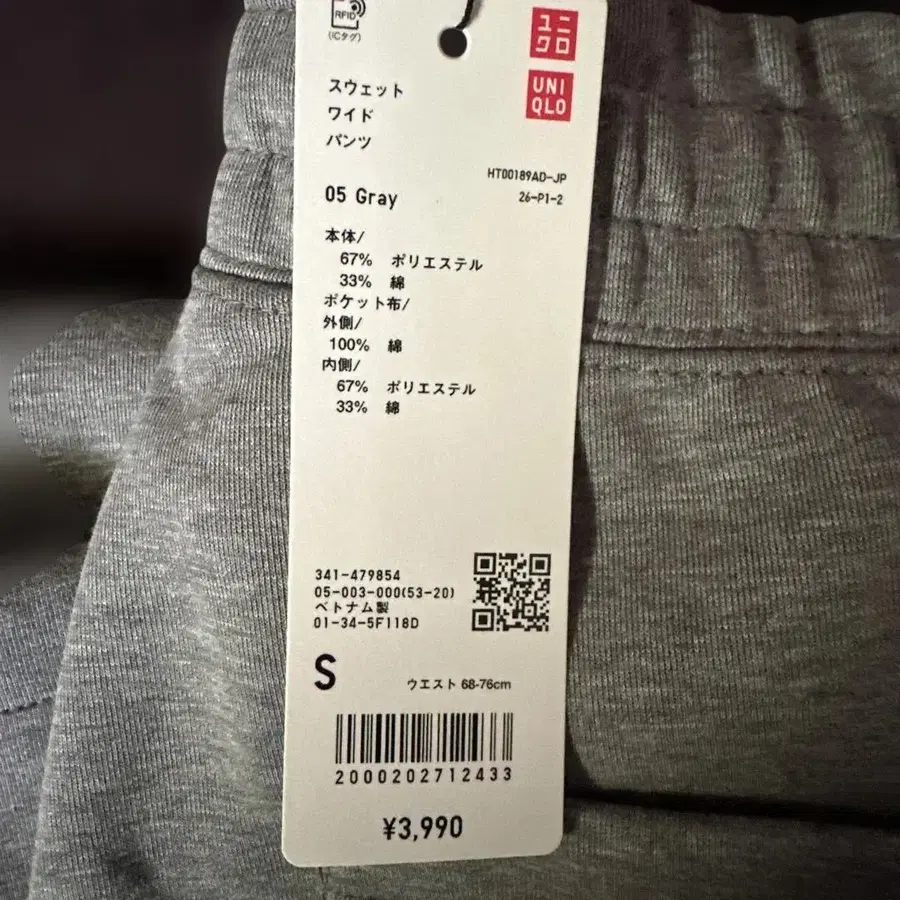 RFID
(ICタグ)
ユニ
クロ
UNI
QLO
スウェット
ワイド
パンツ
HT00189AD-JP
26-P1-2
05 Gray
本体/
67% ポリエステル
33% 綿
ポケット布/
外側/
100% 綿
内側/
67% ポリエステル
33% 綿
341-479854
05-003-000(53-20)
ベトナム製
01-34-5F118D
S
ウエスト 68-76cm
2000202712433
¥3,990